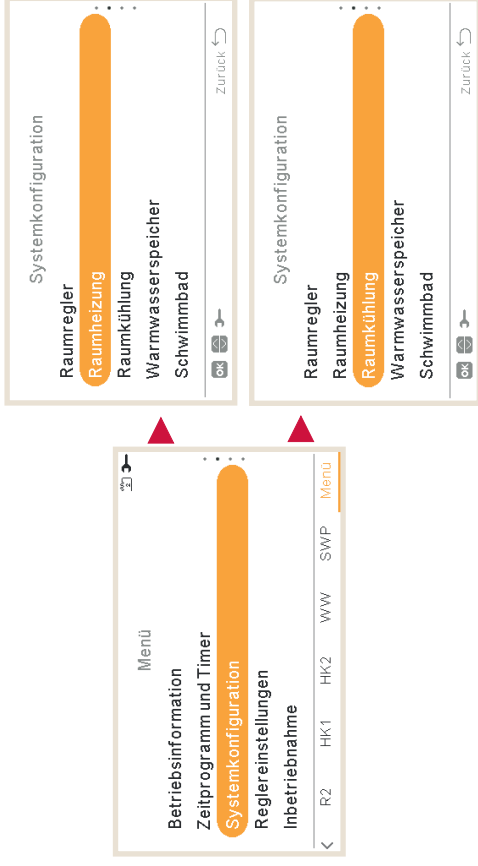 Menü
Betriebsinformation
Zeitprogramm und Timer
Systemkonfiguration
Reglereinstellungen
Inbetriebnahme
R2 HK1 HK2 WW SWP Menü
Systemkonfiguration
Raumregler
Raumheizung
Raumkühlung
Warmwasserspeicher
Schwimmbad
OK Zurück
Systemkonfiguration
Raumregler
Raumheizung
Raumkühlung
Warmwasserspeicher
Schwimmbad
OK Zurück